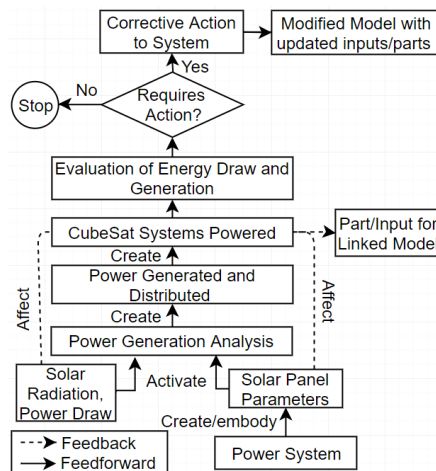 Corrective Action
to System
Modified Model with
updated inputs/parts
Yes
No
Requires
Action?
Stop
Evaluation of Energy Draw and
Generation
CubeSat Systems Powered
Part/Input for
Linked Model
Create
Affect
Affect
Power Generated and
Distributed
Create
Power Generation Analysis
Solar
Radiation,
Power Draw
Activate
Solar Panel
Parameters
Create/embody
Power System
Feedback
Feedforward